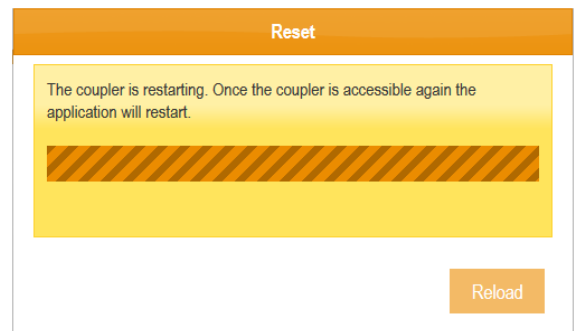 Reset
The coupler is restarting. Once the coupler is accessible again the
application will restart.
Reload